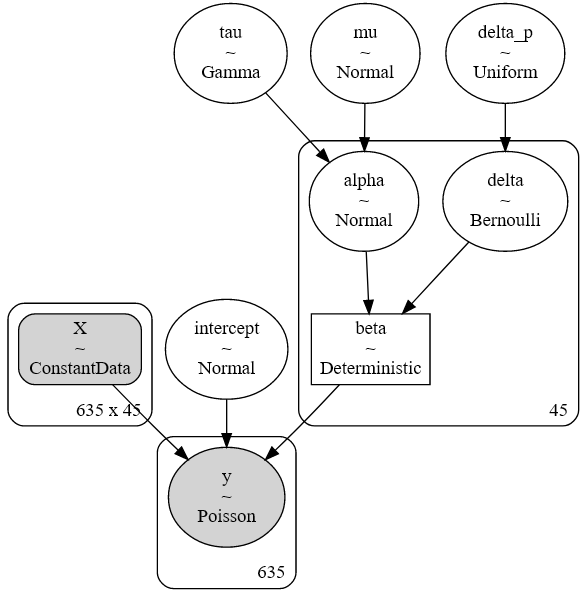 tau
~
Gamma
mu
~
Normal
delta_p
~
Uniform
alpha
~
Normal
delta
~
Bernoulli
X
~
ConstantData
intercept
~
Normal
beta
~
Deterministic
635 x 45
45
y
~
Poisson
635